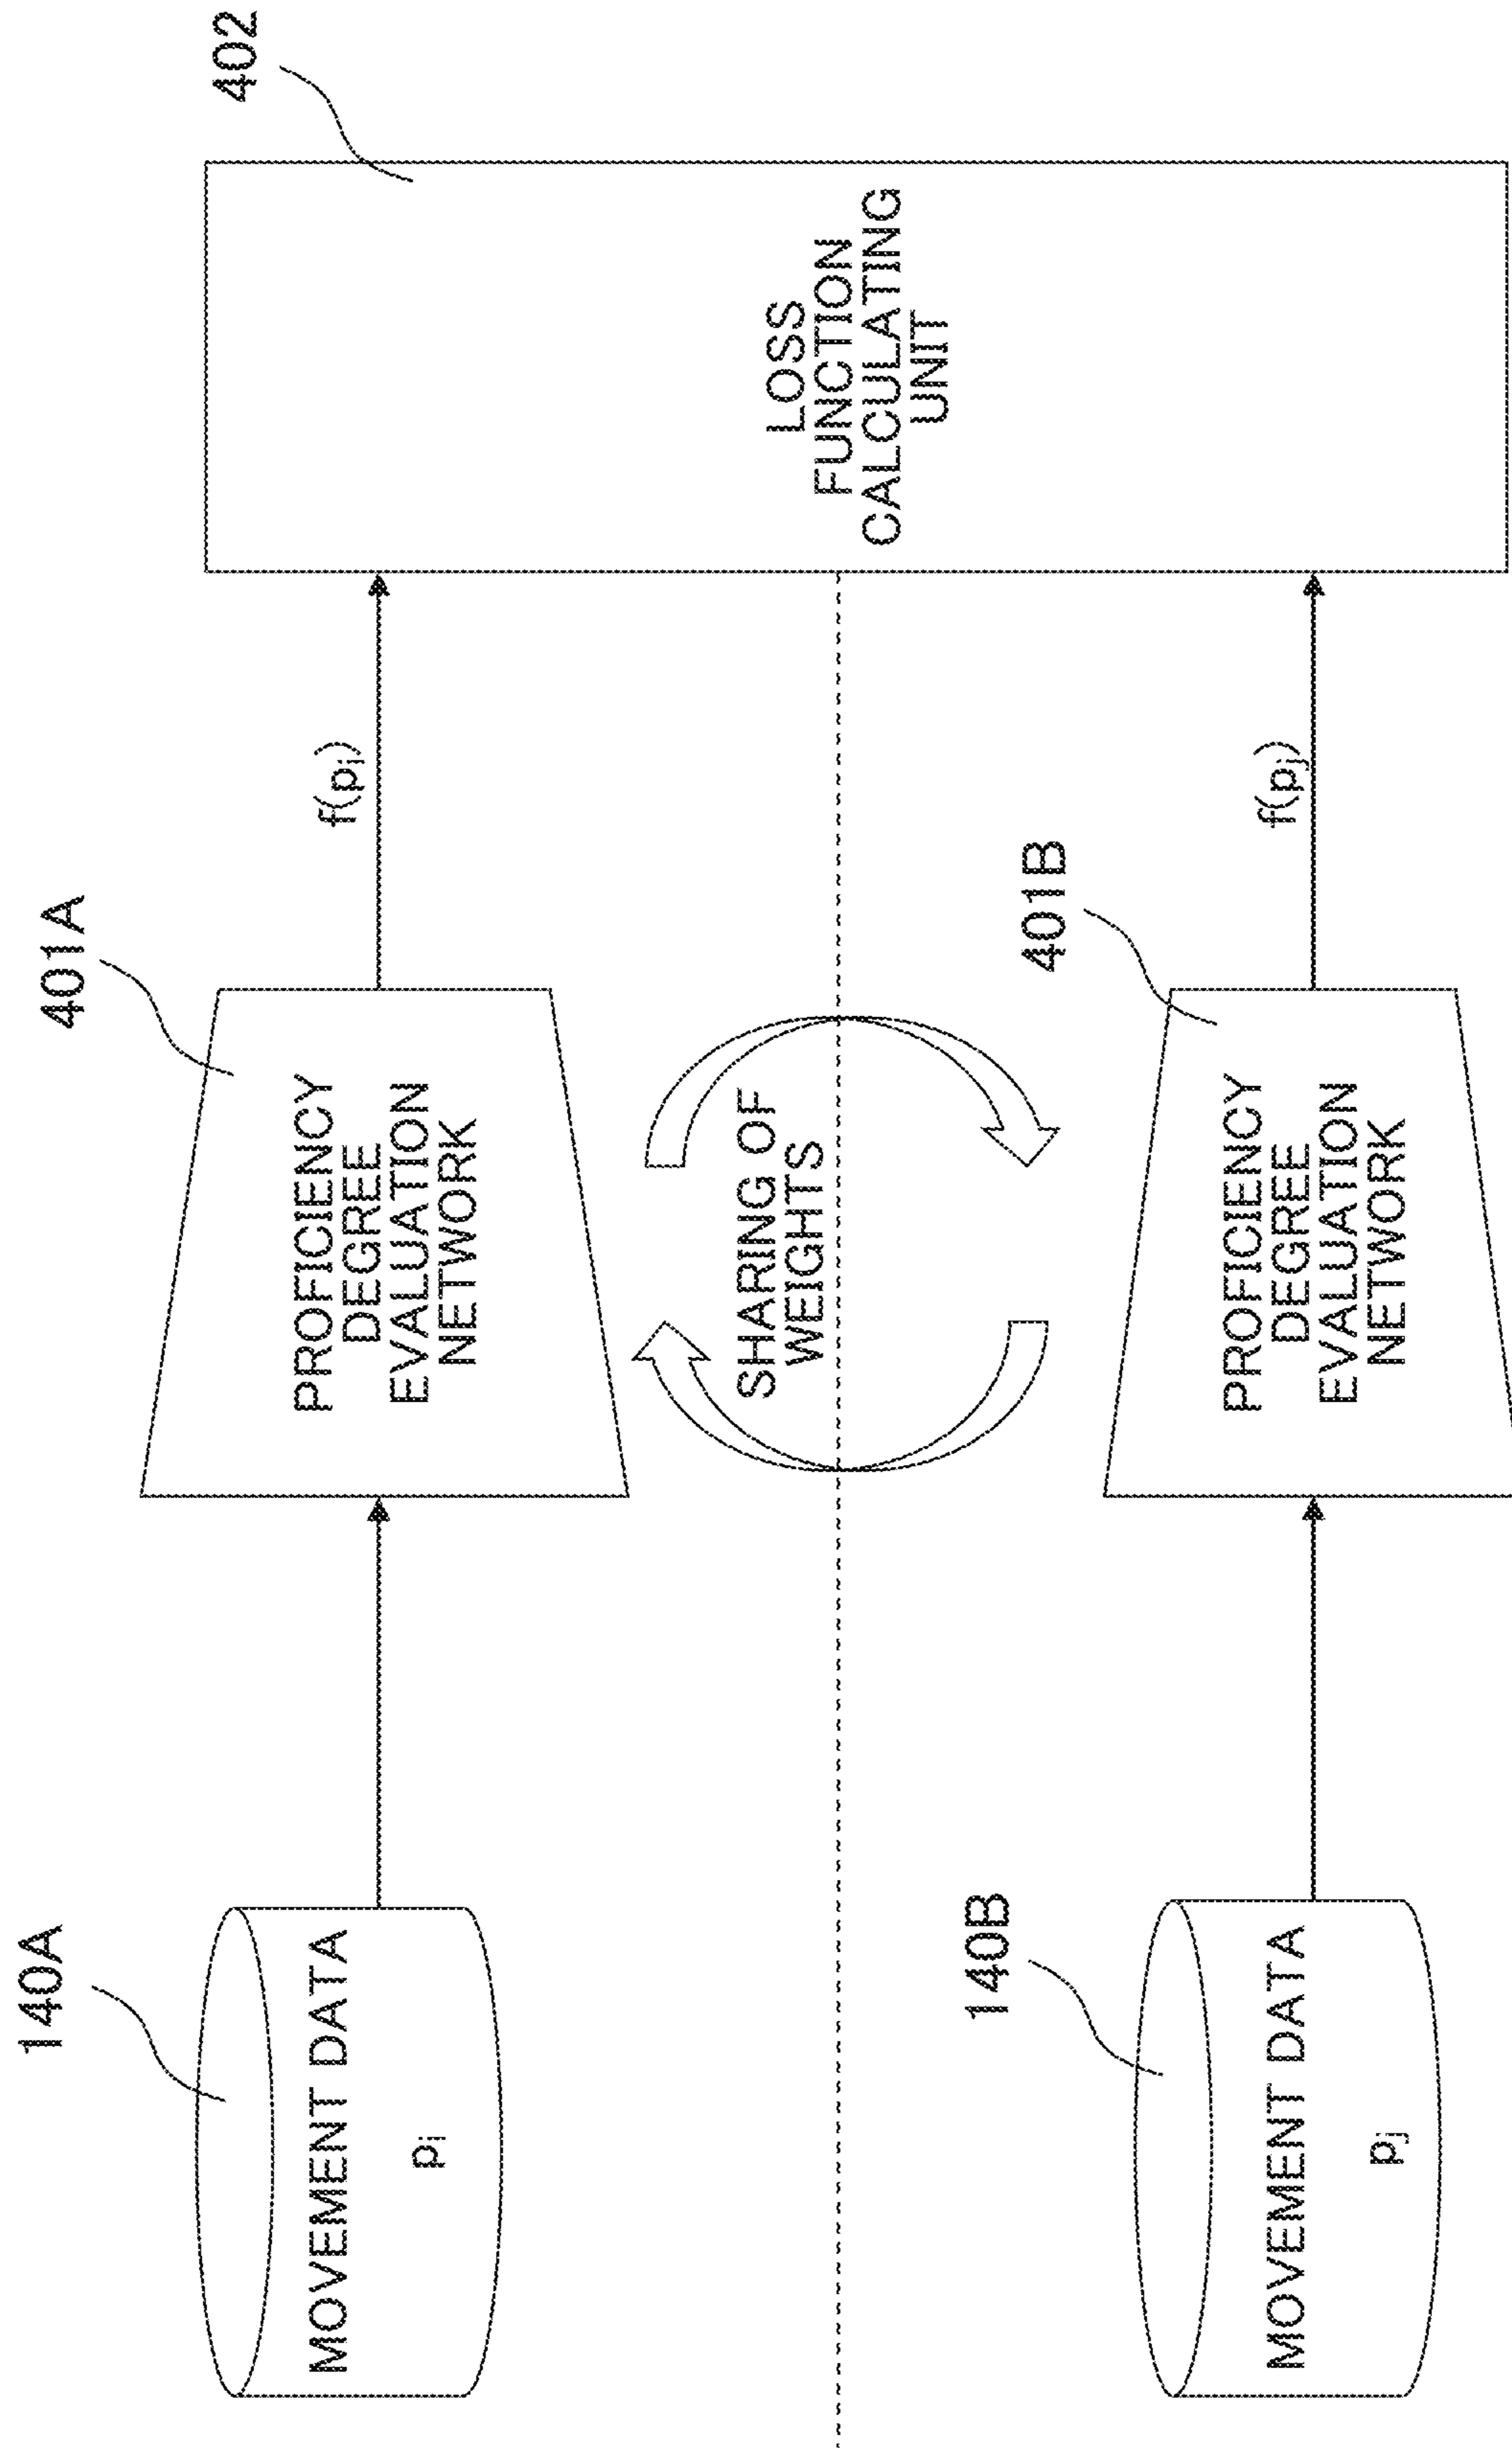 140A
MOVEMENT DATA
pi
401A
PROFICIENCY
DEGREE
EVALUATION
NETWORK
f(pi)
402
LOSS
FUNCTION
CALCULATING
UNIT
SHARING OF
WEIGHTS
140B
MOVEMENT DATA
pj
401B
PROFICIENCY
DEGREE
EVALUATION
NETWORK
f(pj)